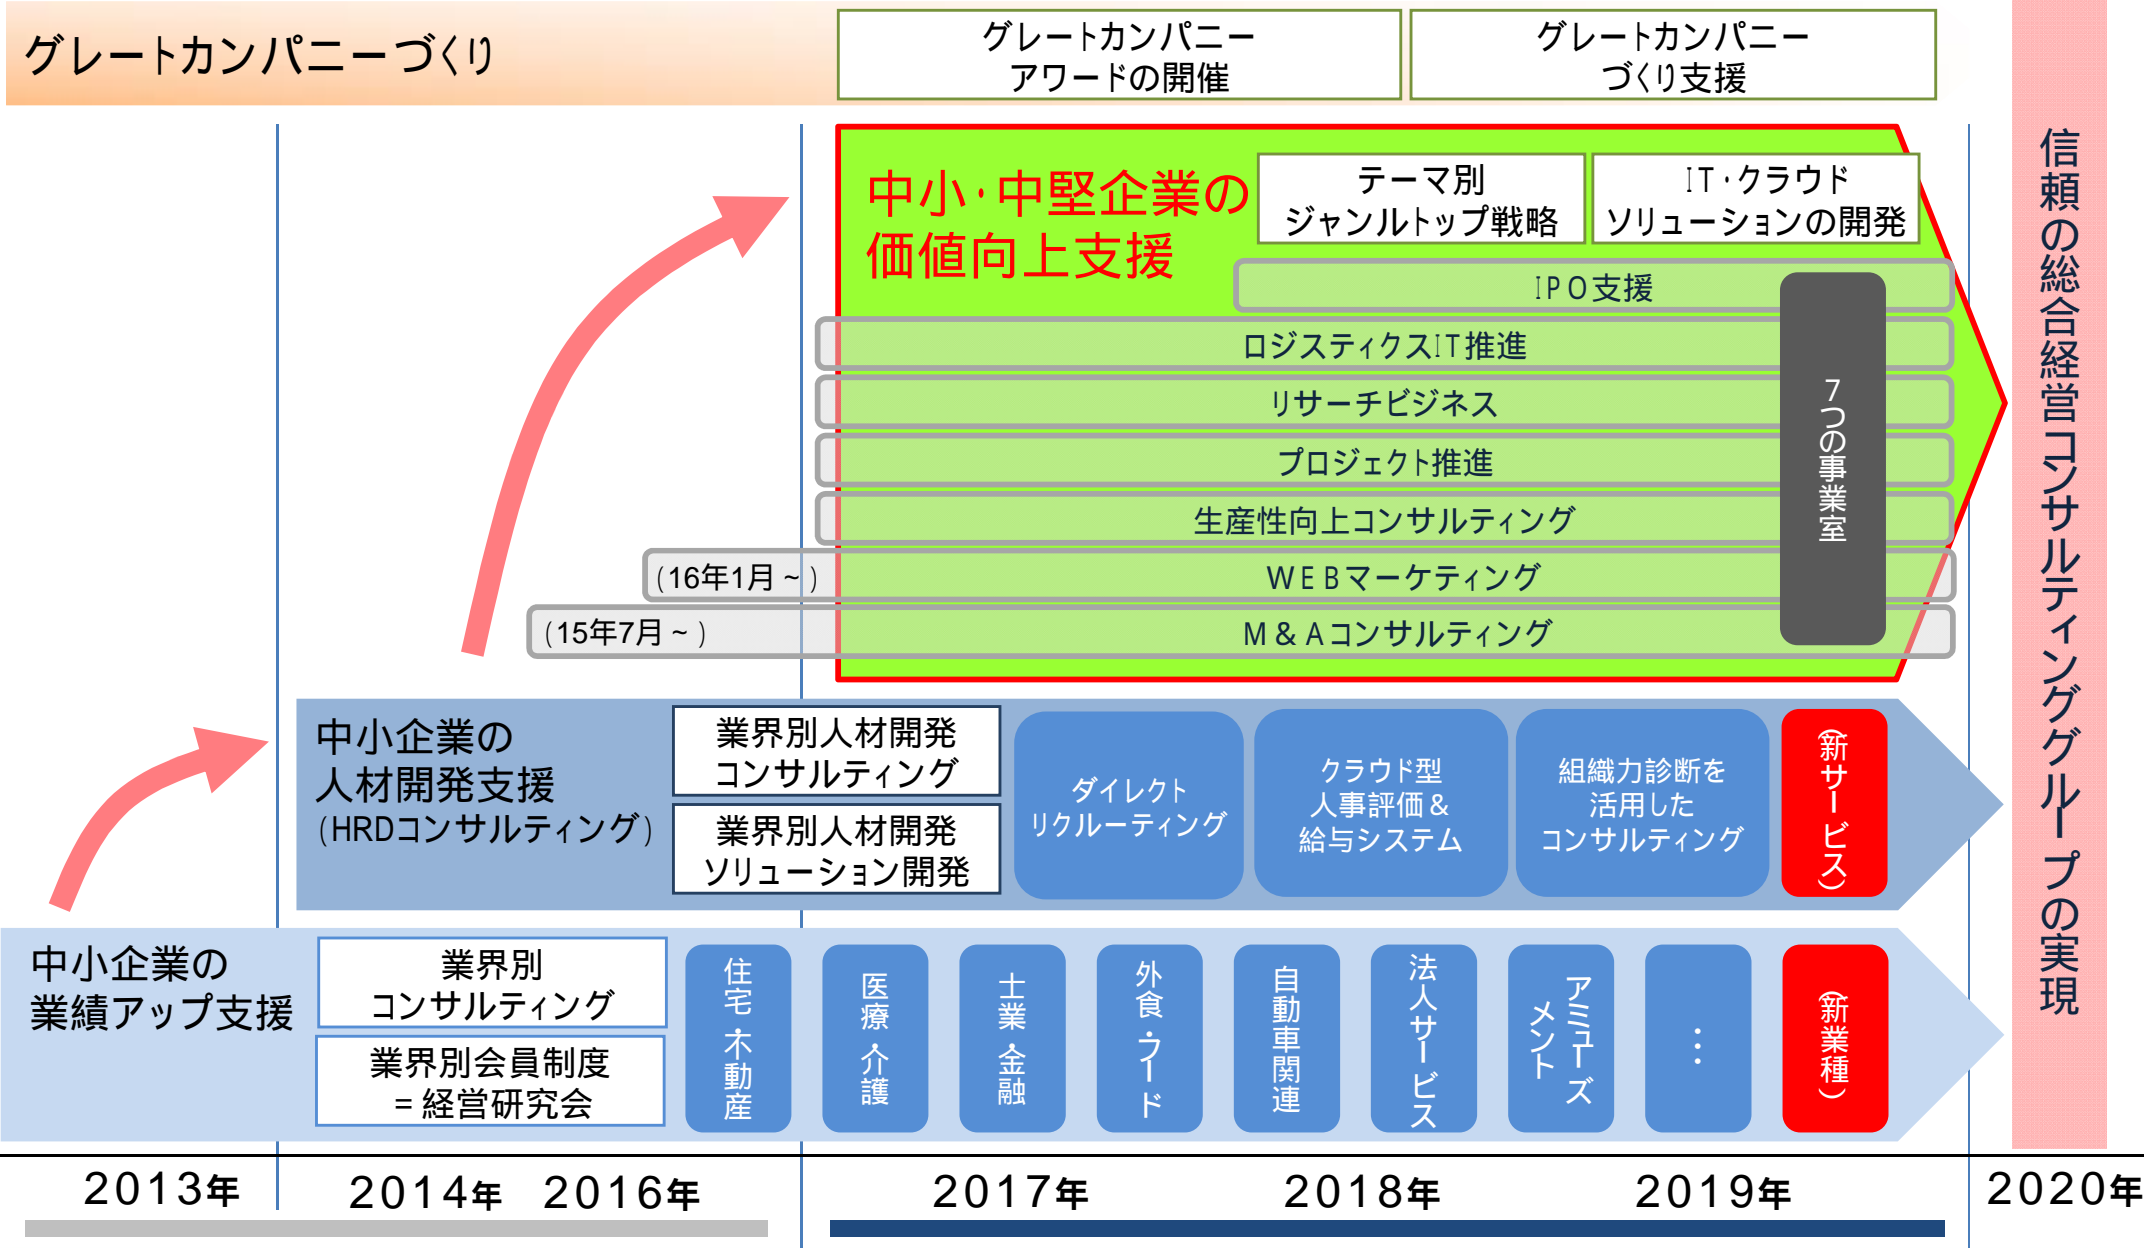 グレートカンパニーづくり
グレートカンパニー
アワードの開催
グレートカンパニー
づくり支援
中小・中堅企業の
価値向上支援
テーマ別
ジャンルトップ戦略
IT・クラウド
ソリューションの開発
IPO支援
ロジスティクスIT推進
リサーチビジネス
プロジェクト推進
生産性向上コンサルティング
(16年1月～)
WEBマーケティング
(15年7月～)
M&Aコンサルティング
7つの事業室
中小企業の
人材開発支援
(HRDコンサルティング)
業界別人材開発
コンサルティング
業界別人材開発
ソリューション開発
ダイレクト
リクルーティング
クラウド型
人事評価&
給与システム
組織力診断を
活用した
コンサルティング
(新サービス)
中小企業の
業績アップ支援
業界別
コンサルティング
業界別会員制度
=経営研究会
住宅・不動産
医療・介護
士業・金融
外食・フード
自動車関連
法人サービス
アミューズ
メント
…
(新業種)
信頼の総合経営コンサルティンググループの実現
2013年
2014年
2016年
2017年
2018年
2019年
2020年